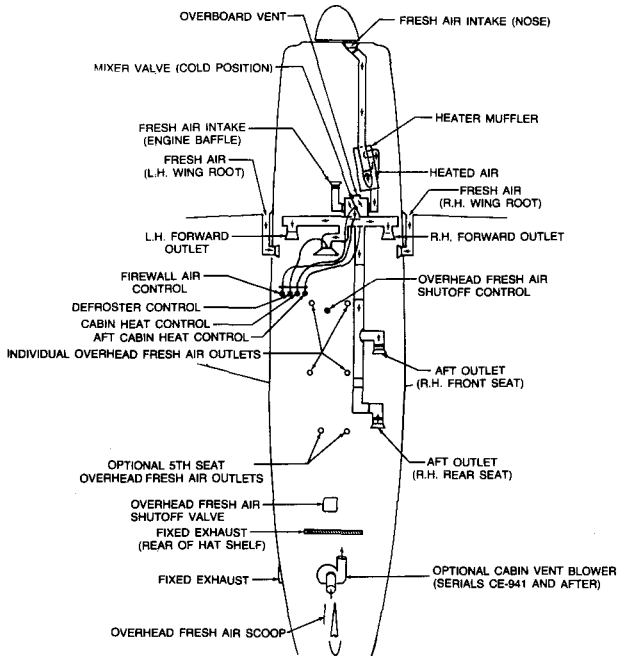 OVERBOARD VENT
FRESH AIR INTAKE (NOSE)
MIXER VALVE (COLD POSITION)
HEATER MUFFLER
FRESH AIR INTAKE
(ENGINE BAFFLE)
FRESH AIR
(L.H. WING ROOT)
HEATED AIR
FRESH AIR
(R.H. WING ROOT)
L.H. FORWARD
OUTLET
R.H. FORWARD OUTLET
FIREWALL AIR
CONTROL
OVERHEAD FRESH AIR
SHUTOFF CONTROL
DEFROSTER CONTROL
CABIN HEAT CONTROL
AFT CABIN HEAT CONTROL
INDIVIDUAL OVERHEAD FRESH AIR OUTLETS
AFT OUTLET
(R.H. FRONT SEAT)
OPTIONAL 5TH SEAT
OVERHEAD FRESH AIR OUTLETS
AFT OUTLET
(R.H. REAR SEAT)
OVERHEAD FRESH AIR
SHUTOFF VALVE
FIXED EXHAUST
(REAR OF HAT SHELF)
FIXED EXHAUST
OPTIONAL CABIN VENT BLOWER
(SERIALS CE-941 AND AFTER)
OVERHEAD FRESH AIR SCOOP